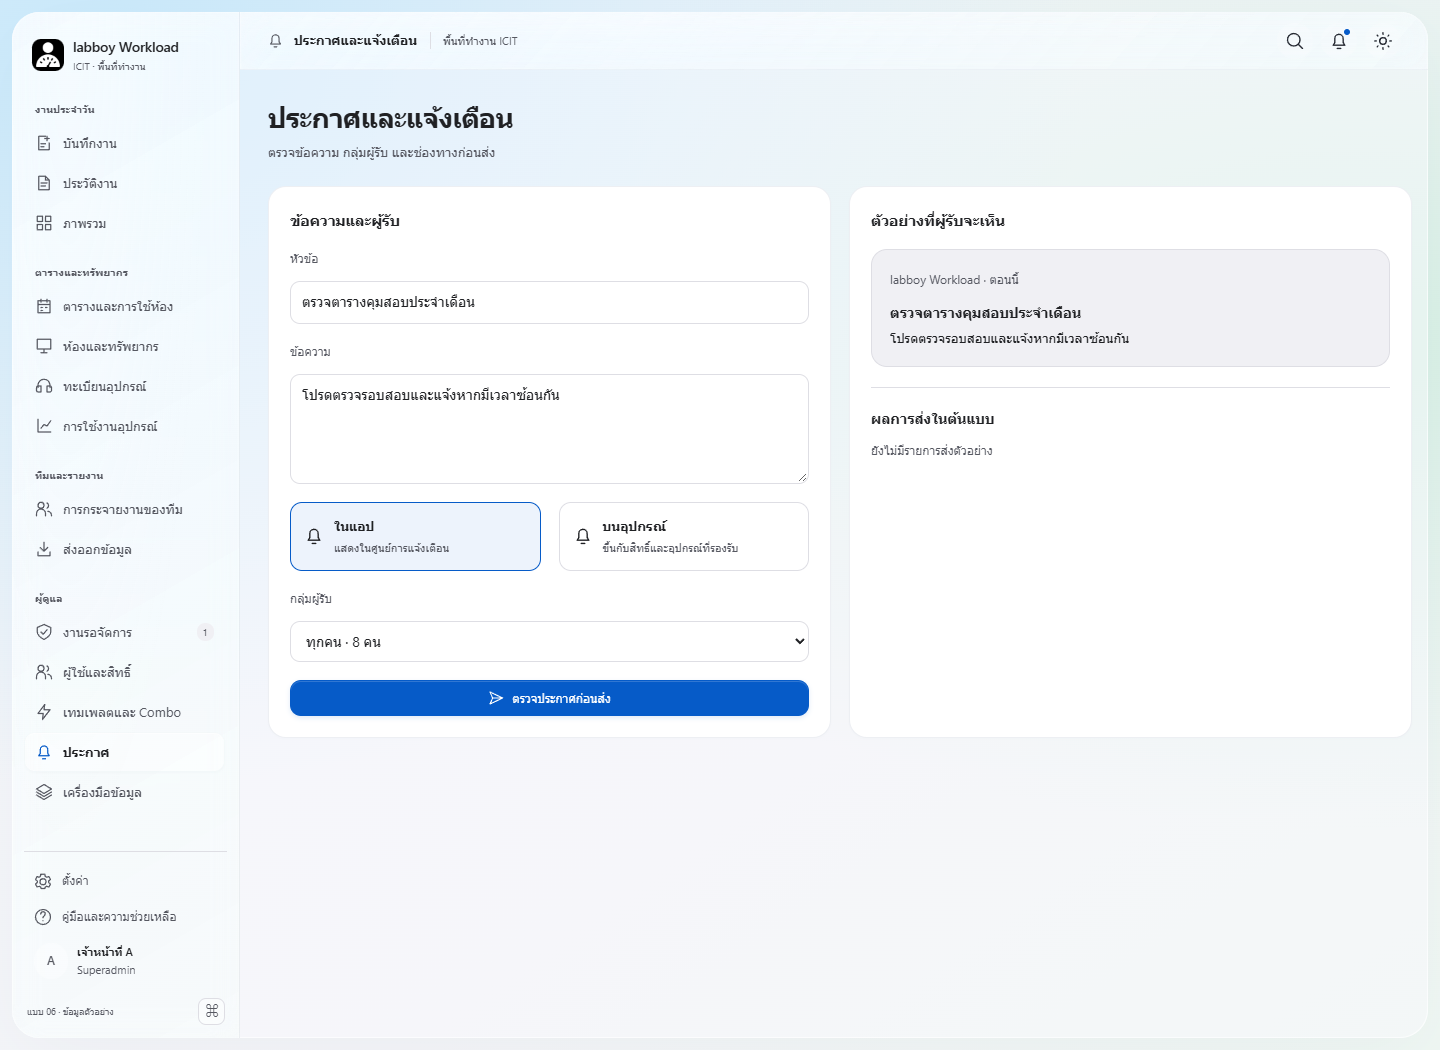 labboy Workload
ICIT · พื้นที่ทำงาน
งานประจำวัน
บันทึกงาน
ประวัติงาน
ภาพรวม
ตารางและทรัพยากร
ตารางและการใช้ห้อง
ห้องและทรัพยากร
ทะเบียนอุปกรณ์
การใช้งานอุปกรณ์
ทีมและรายงาน
การกระจายงานของทีม
ส่งออกข้อมูล
ผู้ดูแล
งานรอจัดการ 1
ผู้ใช้และสิทธิ์
เทมเพลตและ Combo
ประกาศ
เครื่องมือข้อมูล
ตั้งค่า
คู่มือและความช่วยเหลือ
A เจ้าหน้าที่ A
Superadmin
แบบ 06 · ข้อมูลตัวอย่าง ⌘
ประกาศและแจ้งเตือน พื้นที่ทำงาน ICIT
ประกาศและแจ้งเตือน
ตรวจข้อความ กลุ่มผู้รับ และช่องทางก่อนส่ง
ข้อความและผู้รับ
หัวข้อ
ตรวจตารางคุมสอบประจำเดือน
ข้อความ
โปรดตรวจรอบสอบและแจ้งหากมีเวลาซ้อนกัน
ในแอป
แสดงในศูนย์การแจ้งเตือน
บนอุปกรณ์
ขึ้นกับสิทธิ์และอุปกรณ์ที่รองรับ
กลุ่มผู้รับ
ทุกคน · 8 คน
ตรวจประกาศก่อนส่ง
ตัวอย่างที่ผู้รับจะเห็น
labboy Workload · ตอนนี้
ตรวจตารางคุมสอบประจำเดือน
โปรดตรวจรอบสอบและแจ้งหากมีเวลาซ้อนกัน
ผลการส่งในต้นแบบ
ยังไม่มีรายการส่งตัวอย่าง